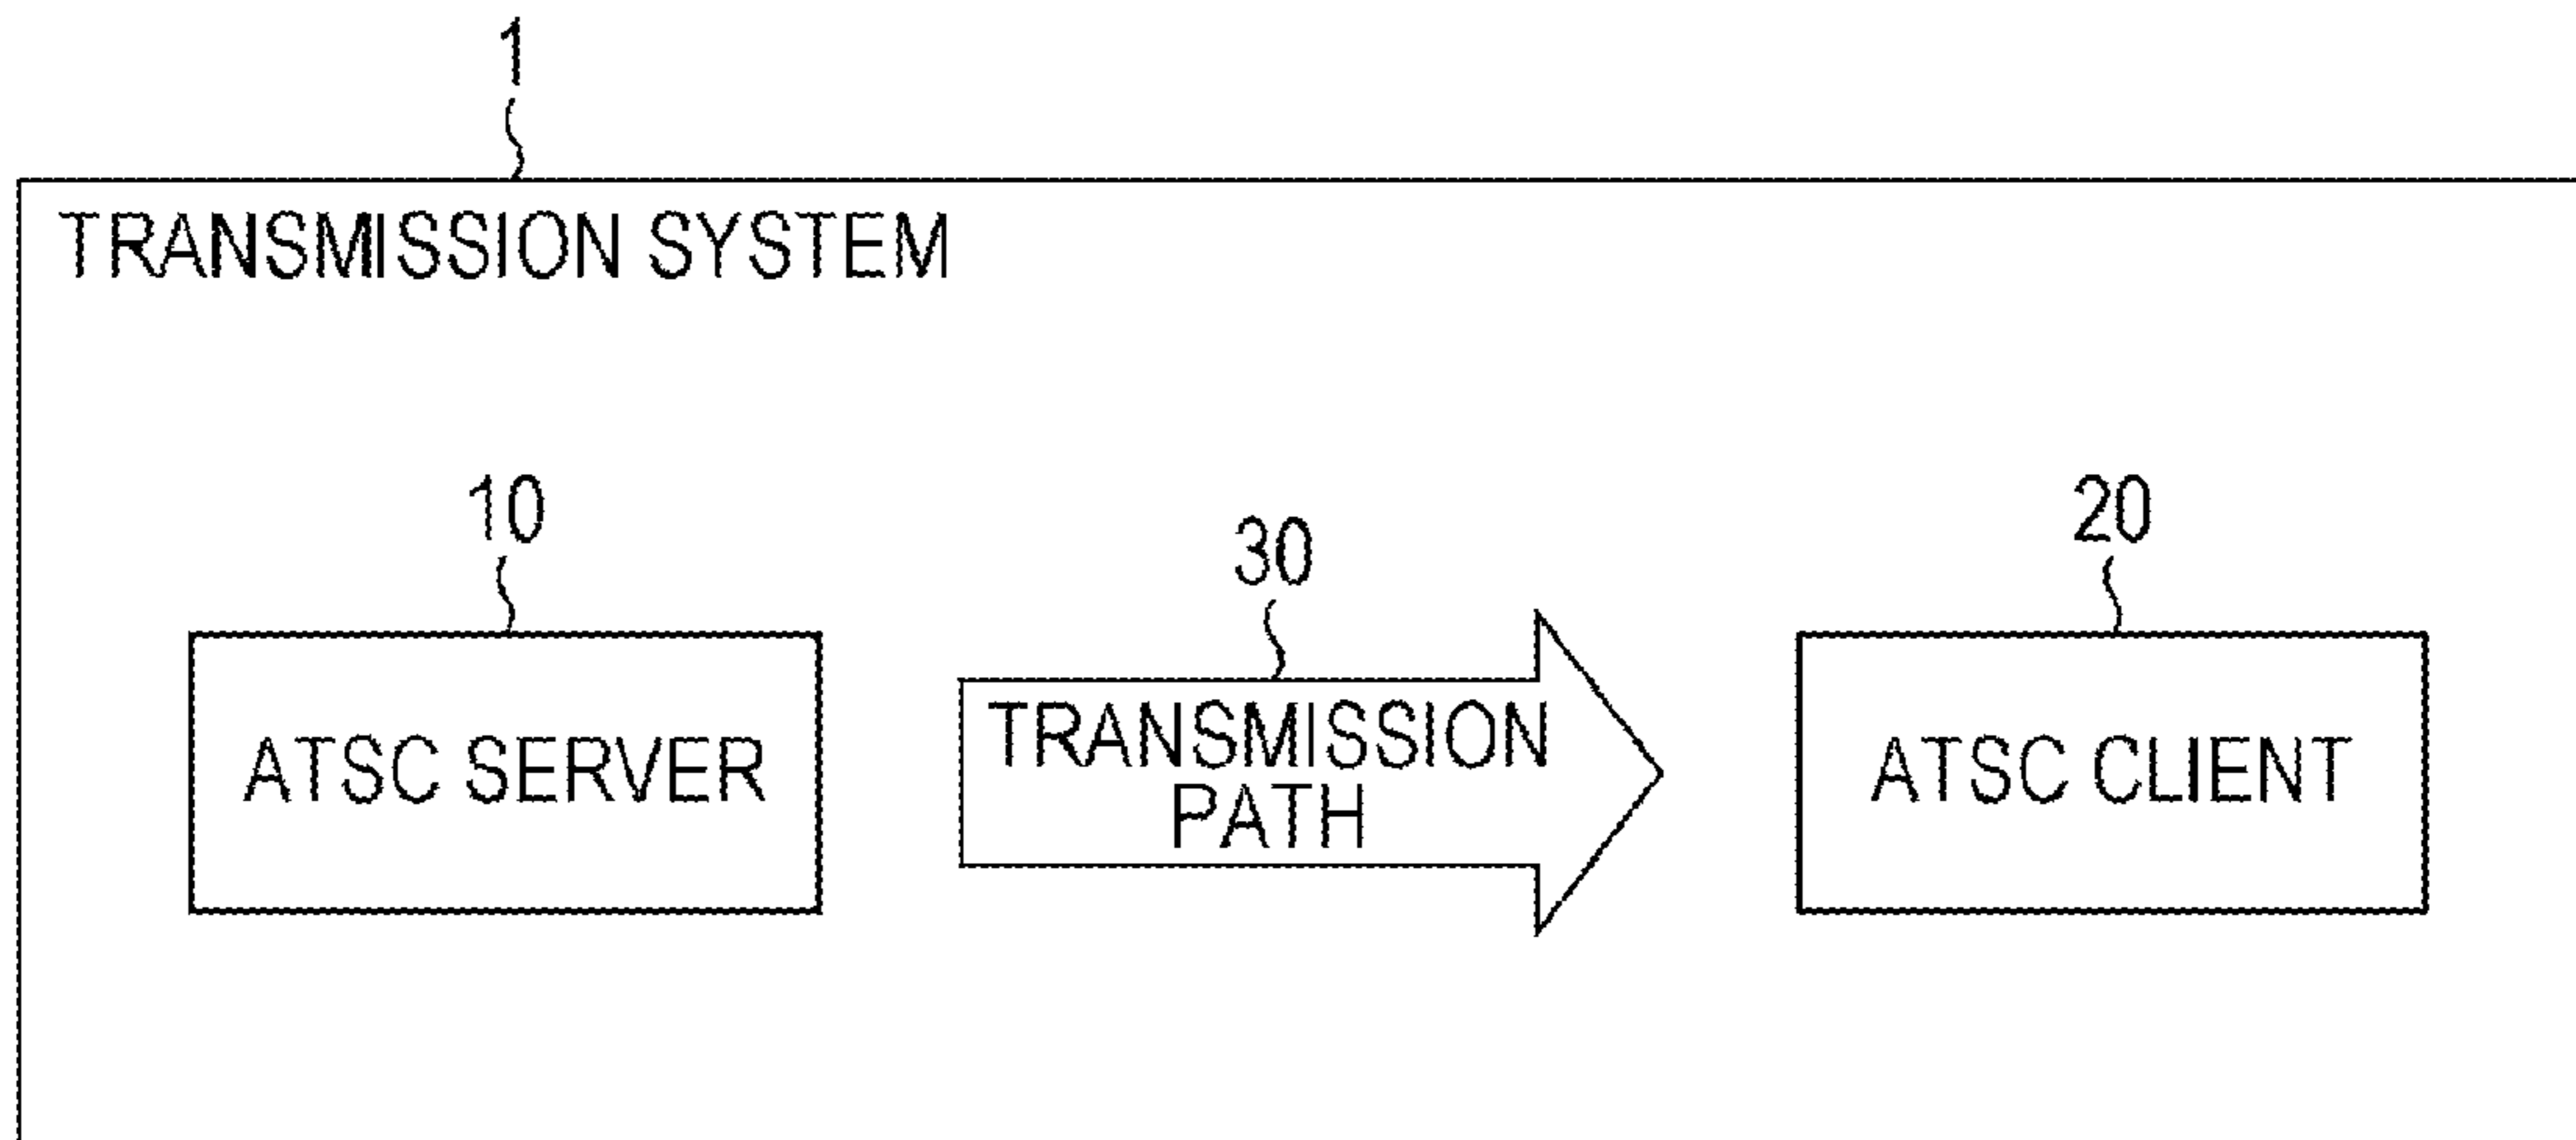 1
TRANSMISSION SYSTEM
10
30
20
ATSC SERVER
TRANSMISSION
PATH
ATSC CLIENT